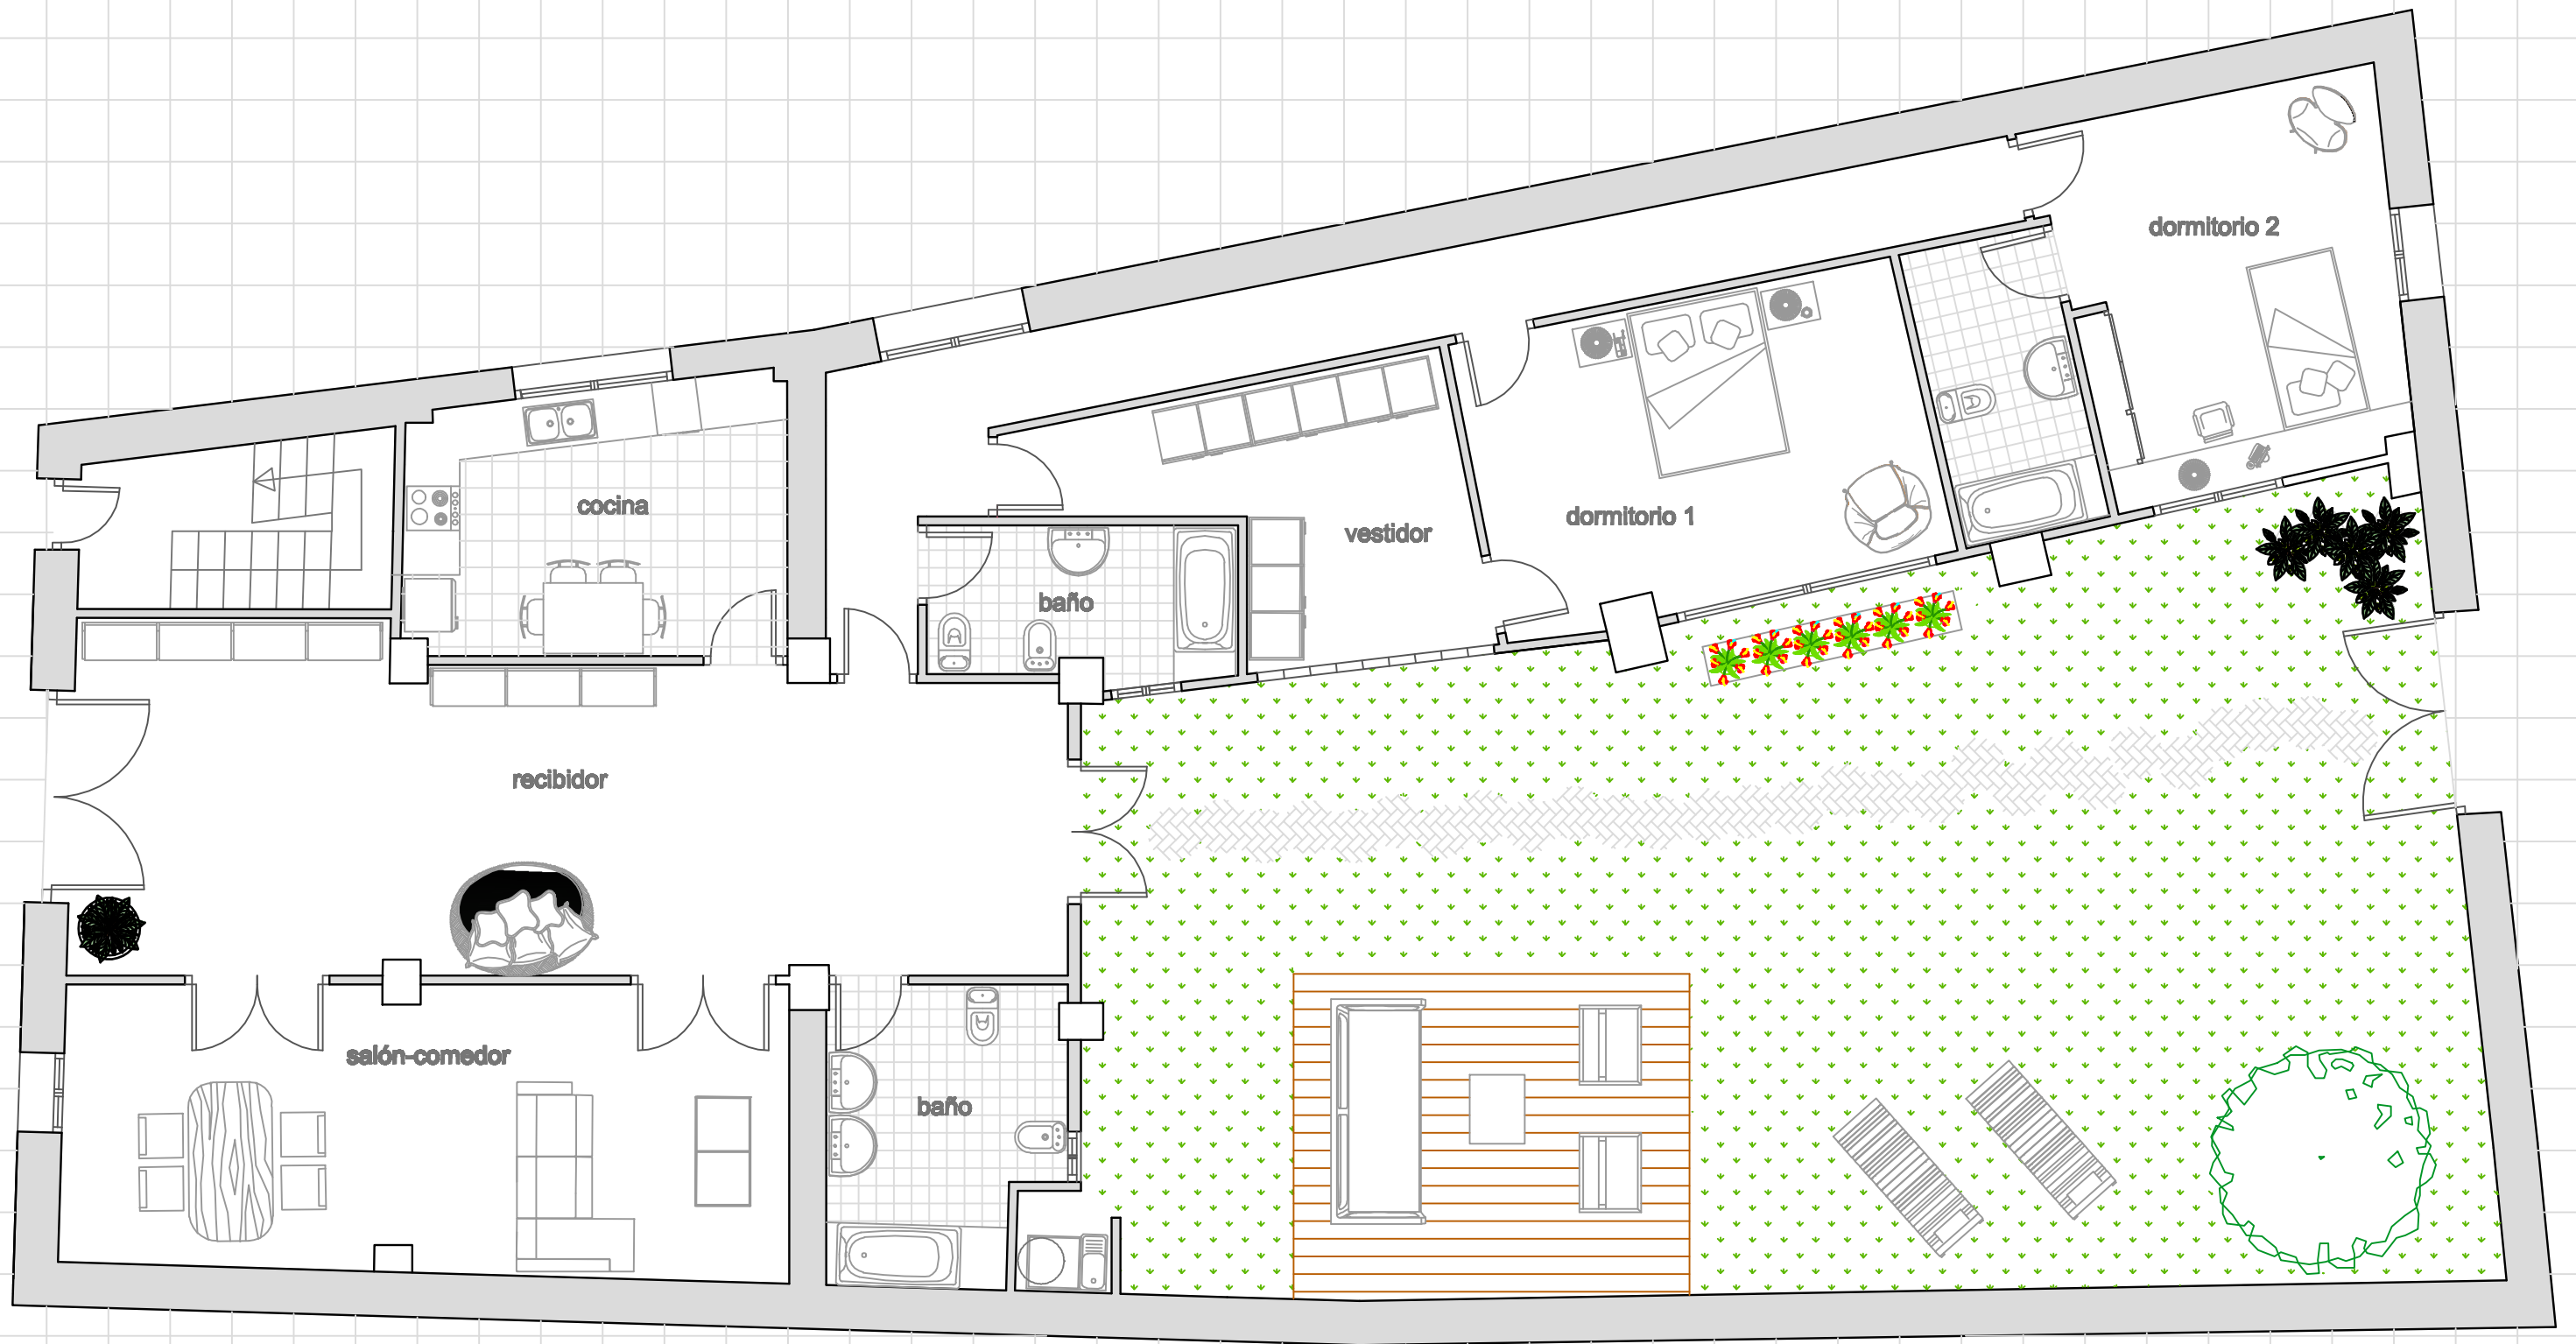 dormitorio 2
cocina
dormitorio 1
vestidor
baño
recibidor
salón-comedor
baño